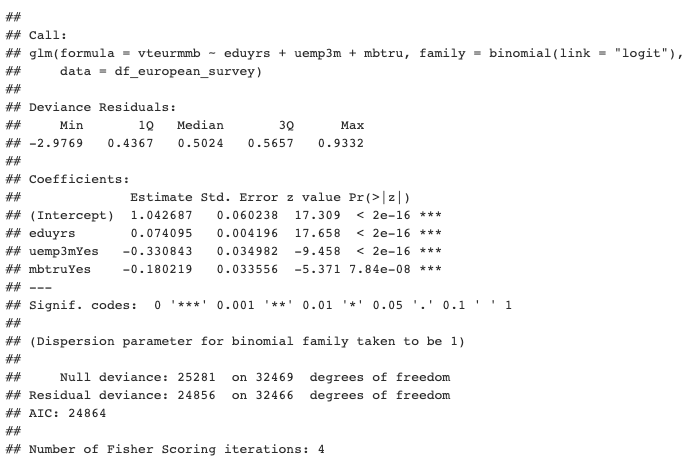 ##
## Call:
## glm(formula = vteurmmb ~ eduyrs + uemp3m + mbtru, family = binomial(link = "logit"),
##     data = df_european_survey)
##
## Deviance Residuals:
##     Min       1Q   Median       3Q      Max
## -2.9769   0.4367   0.5024   0.5657   0.9332
##
## Coefficients:
##              Estimate Std. Error z value Pr(>|z|)
## (Intercept)  1.042687   0.060238  17.309  < 2e-16 ***
## eduyrs       0.074095   0.004196  17.658  < 2e-16 ***
## uemp3mYes   -0.330843   0.034982  -9.458  < 2e-16 ***
## mbtruYes    -0.180219   0.033556  -5.371 7.84e-08 ***
## ---
## Signif. codes:  0 '***' 0.001 '**' 0.01 '*' 0.05 '.' 0.1 ' ' 1
##
## (Dispersion parameter for binomial family taken to be 1)
##
##     Null deviance: 25281  on 32469  degrees of freedom
## Residual deviance: 24856  on 32466  degrees of freedom
## AIC: 24864
##
## Number of Fisher Scoring iterations: 4